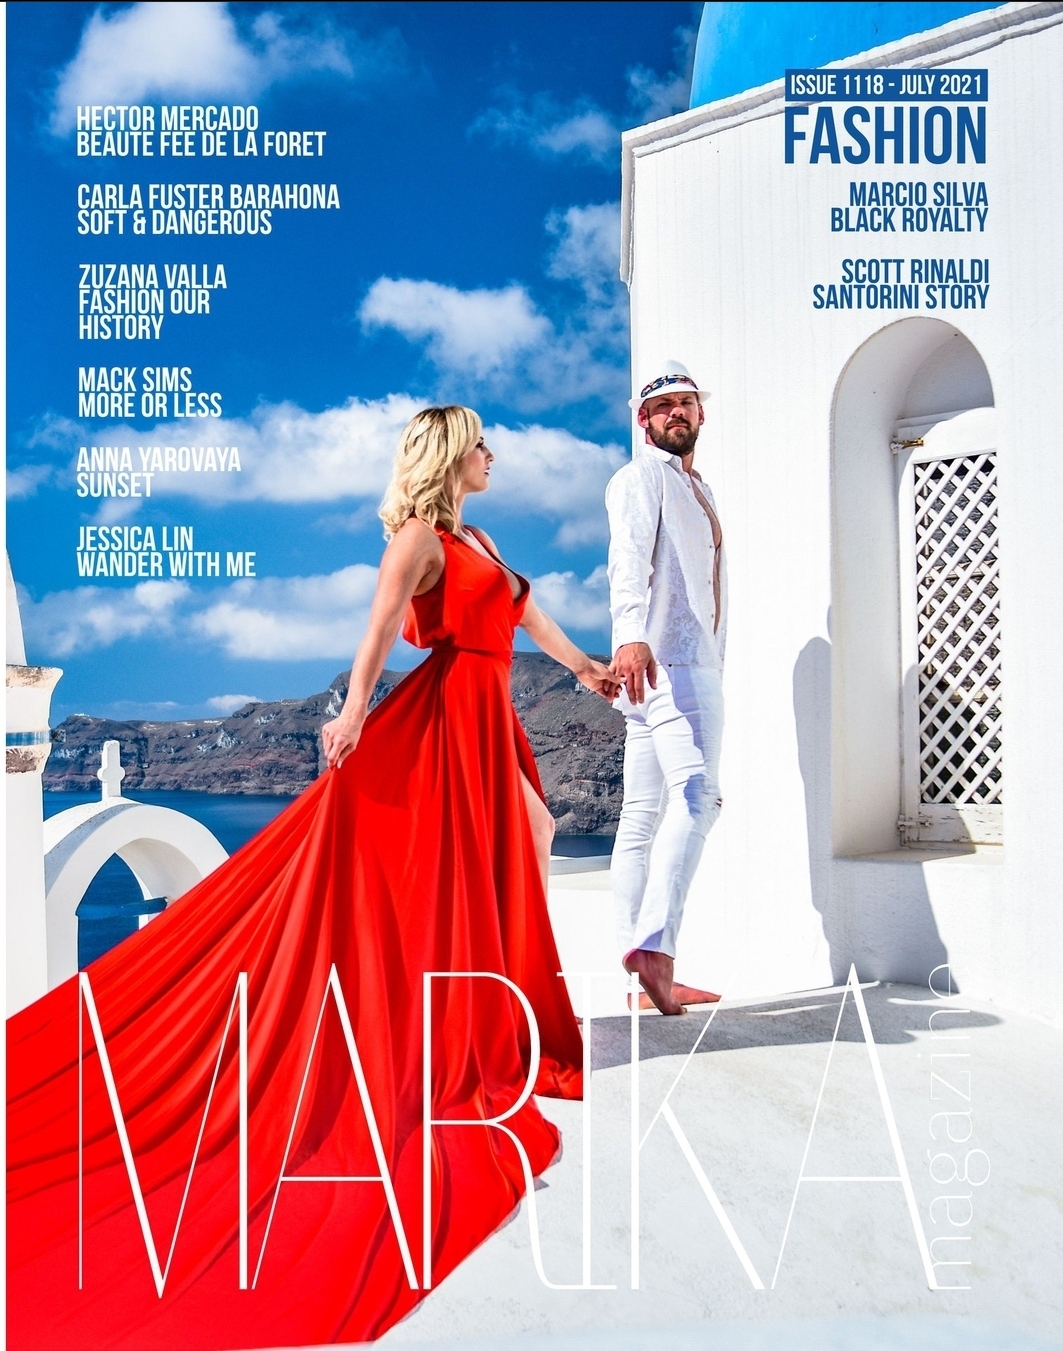 HECTOR MERCADO
BEAUTE FEE DE LA FORET
CARLA FUSTER BARAHONA
SOFT & DANGEROUS
ZUZANA VALLA
FASHION OUR
HISTORY
MACK SIMS
MORE OR LESS
ANNA YAROVAYA
SUNSET
JESSICA LIN
WANDER WITH ME
ISSUE 1118 - JULY 2021
FASHION
MARCIO SILVA
BLACK ROYALTY
SCOTT RINALDI
SANTORINI STORY
MARIKA
magazine